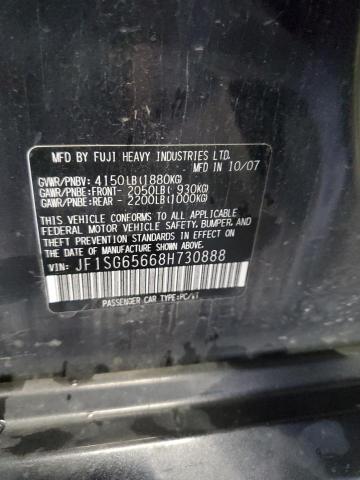 MFD BY FUJI HEAVY INDUSTRIES LTD.
MFD IN 10/07
GVWR/PNBV: 4150LB(1880KG)
GAWR/PNBE:FRONT- 2050LB( 930KG)
GAWR/PNBE:REAR - 2200LB(1000KG)
THIS VEHICLE CONFORMS TO ALL APPLICABLE
FEDERAL MOTOR VEHICLE SAFETY, BUMPER, AND
THEFT PREVENTION STANDARDS IN EFFECT ON
THE DATE OF MANUFACTURE SHOWN ABOVE.
VIN: JF1SG65668H730888
PASSENGER CAR TYPE:PC/VT